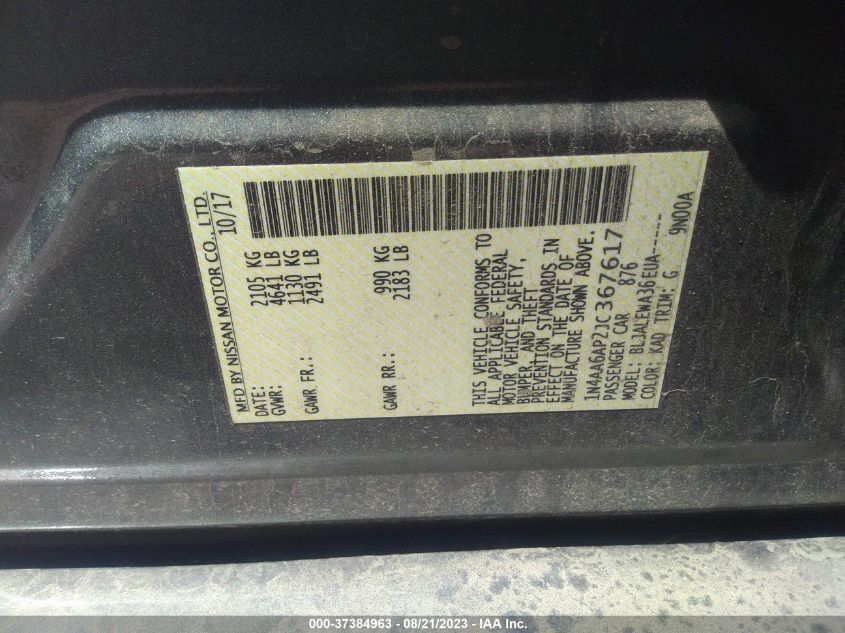 MFD BY NISSAN MOTOR CO., LTD.
DATE: 10/17
GVWR: 2105 KG
4641 LB
GAWR FR.: 1130 KG
2491 LB
GAWR RR.: 990 KG
2183 LB
THIS VEHICLE CONFORMS TO
ALL APPLICABLE FEDERAL
MOTOR VEHICLE SAFETY,
BUMPER, AND THEFT
PREVENTION STANDARDS IN
EFFECT ON THE DATE OF
MANUFACTURE SHOWN ABOVE.
1N4AA6AP2JC367617
PASSENGER CAR 876
MODEL: BLJALEWA36EUA------
COLOR: KAD TRIM: G 9N00A
000-37384963 - 08/21/2023 - IAA Inc.